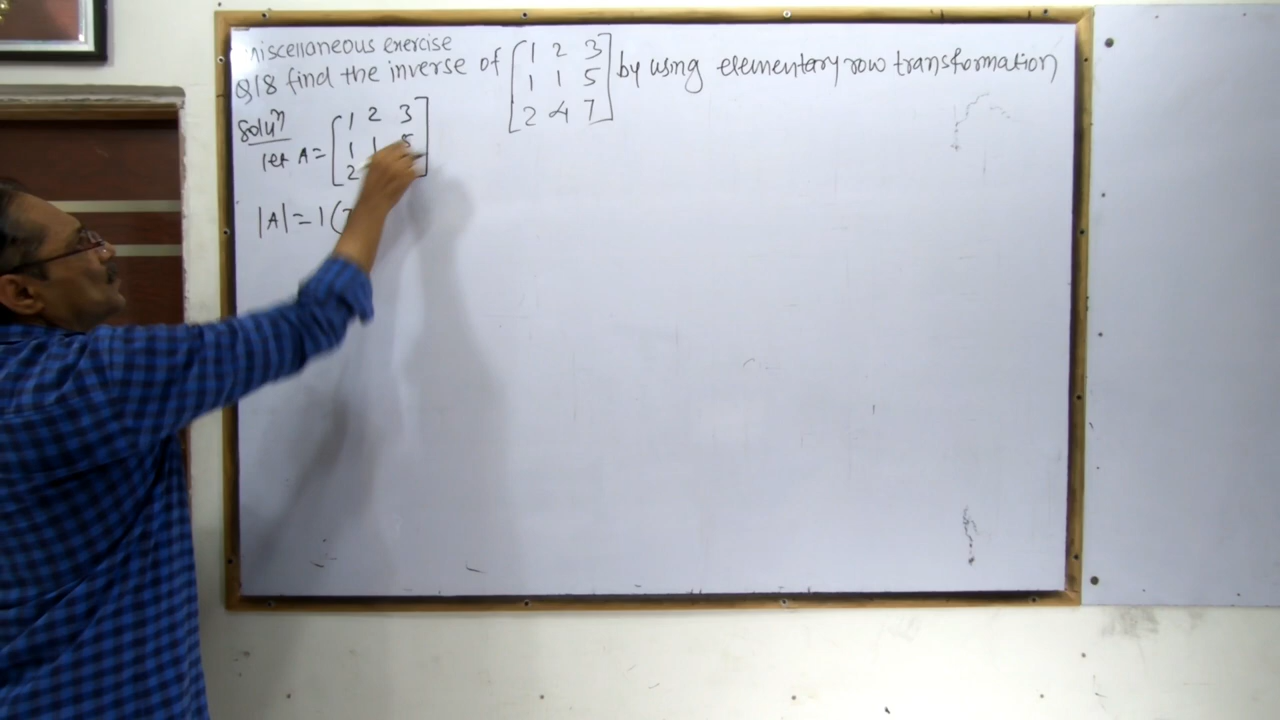 Miscellaneous exercise
Q18 find the inverse of [1 2 3
1 1 5
2 4 7] by using elementary row transformation
Soluⁿ
let A = [1 2 3
1 1 5
2
|A| = 1(7